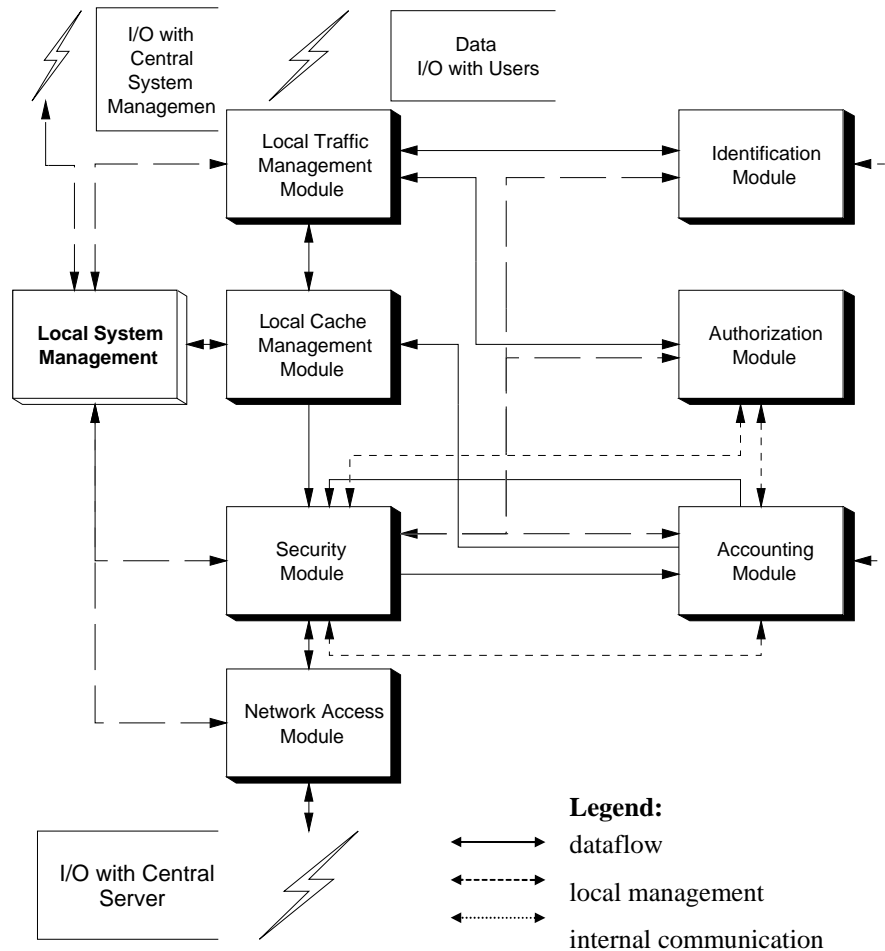 I/O with
Central
System
Managemen
Data
I/O with Users
Local Traffic
Management
Module
Identification
Module
Local System
Management
Local Cache
Management
Module
Authorization
Module
Security
Module
Accounting
Module
Network Access
Module
I/O with Central
Server
Legend:
dataflow
local management
internal communication